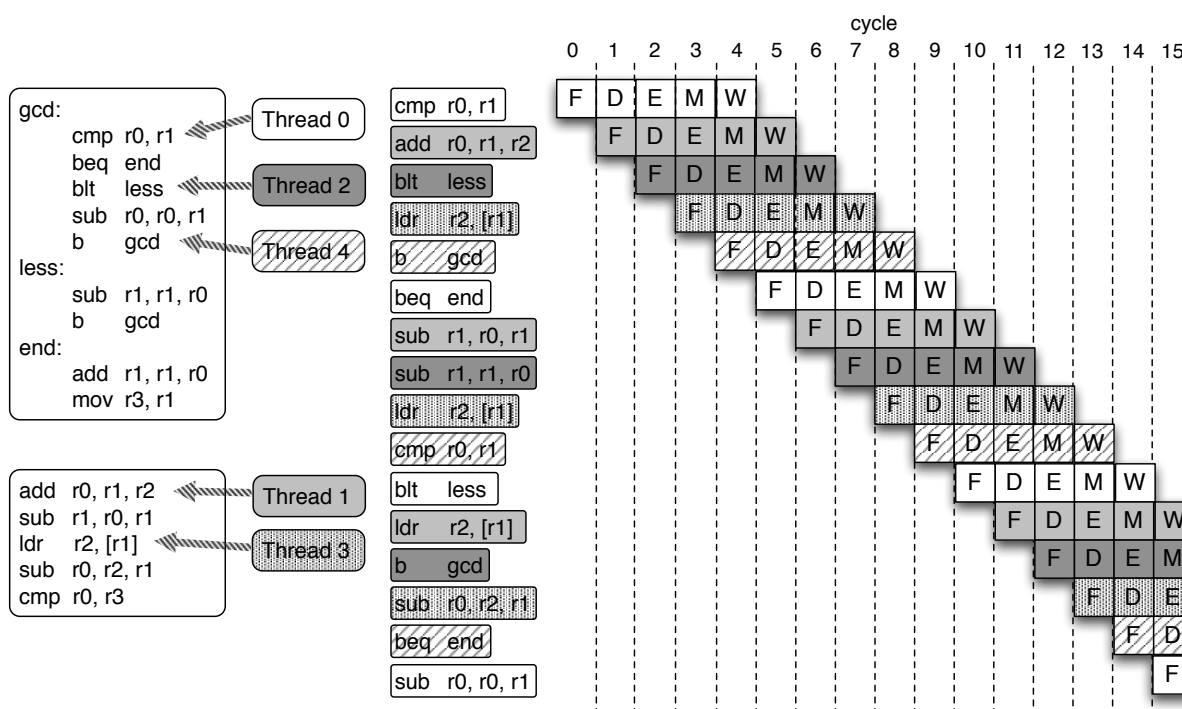 cycle
0 1 2 3 4 5 6 7 8 9 10 11 12 13 14 15
gcd:
cmp r0, r1
beq end
blt less
sub r0, r0, r1
b gcd
less:
sub r1, r1, r0
b gcd
end:
add r1, r1, r0
mov r3, r1
Thread 0
Thread 2
Thread 4
add r0, r1, r2
sub r1, r0, r1
ldr r2, [r1]
sub r0, r2, r1
cmp r0, r3
Thread 1
Thread 3
cmp r0, r1 F D E M W
add r0, r1, r2 F D E M W
blt less F D E M W
ldr r2, [r1] F D E M W
b gcd F D E M W
beq end F D E M W
sub r1, r0, r1 F D E M W
sub r1, r1, r0 F D E M W
ldr r2, [r1] F D E M W
cmp r0, r1 F D E M W
blt less F D E M W
ldr r2, [r1] F D E M W
b gcd F D E M
sub r0, r2, r1 F D E
beq end F D
sub r0, r0, r1 F